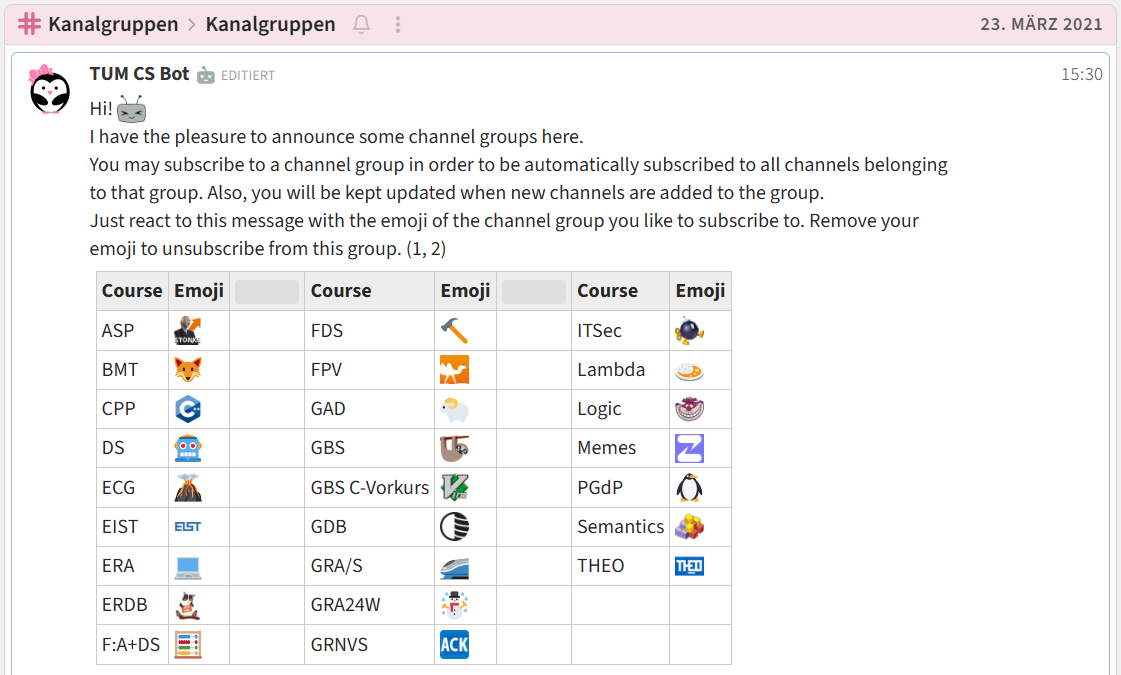 # Kanalgruppen > Kanalgruppen 23. MÄRZ 2021
TUM CS Bot EDITIERT 15:30
Hi!
I have the pleasure to announce some channel groups here.
You may subscribe to a channel group in order to be automatically subscribed to all channels belonging
to that group. Also, you will be kept updated when new channels are added to the group.
Just react to this message with the emoji of the channel group you like to subscribe to. Remove your
emoji to unsubscribe from this group. (1, 2)
Course Emoji Course Emoji Course Emoji
ASP STONKS FDS ITSec
BMT FPV Lambda
CPP C++ GAD Logic
DS GBS Memes Z
ECG GBS C-Vorkurs V PGdP
EIST EIST GDB Semantics
ERA GRA/S THEO THEO
ERDB GRA24W
F:A+DS GRNVS ACK